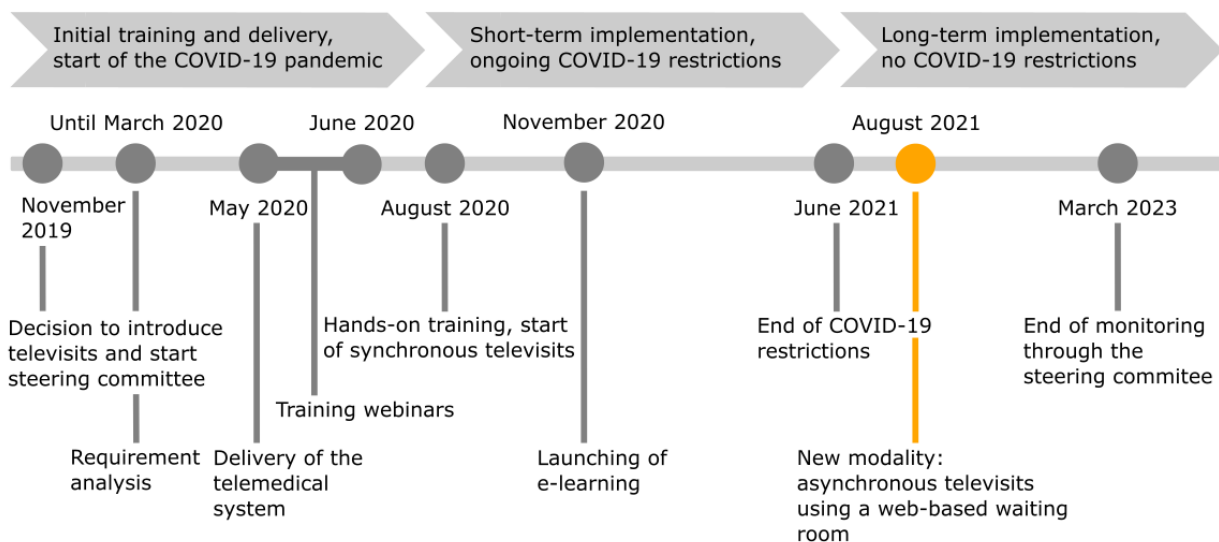 Initial training and delivery,
start of the COVID-19 pandemic
Short-term implementation,
ongoing COVID-19 restrictions
Long-term implementation,
no COVID-19 restrictions
Until March 2020
June 2020
November 2020
August 2021
November
2019
May 2020
August 2020
June 2021
March 2023
Decision to introduce
televisits and start
steering committee
Hands-on training, start
of synchronous televisits
End of COVID-19
restrictions
End of monitoring
through the
steering commitee
Training webinars
Requirement
analysis
Delivery of the
telemedical
system
Launching of
e-learning
New modality:
asynchronous televisits
using a web-based waiting
room